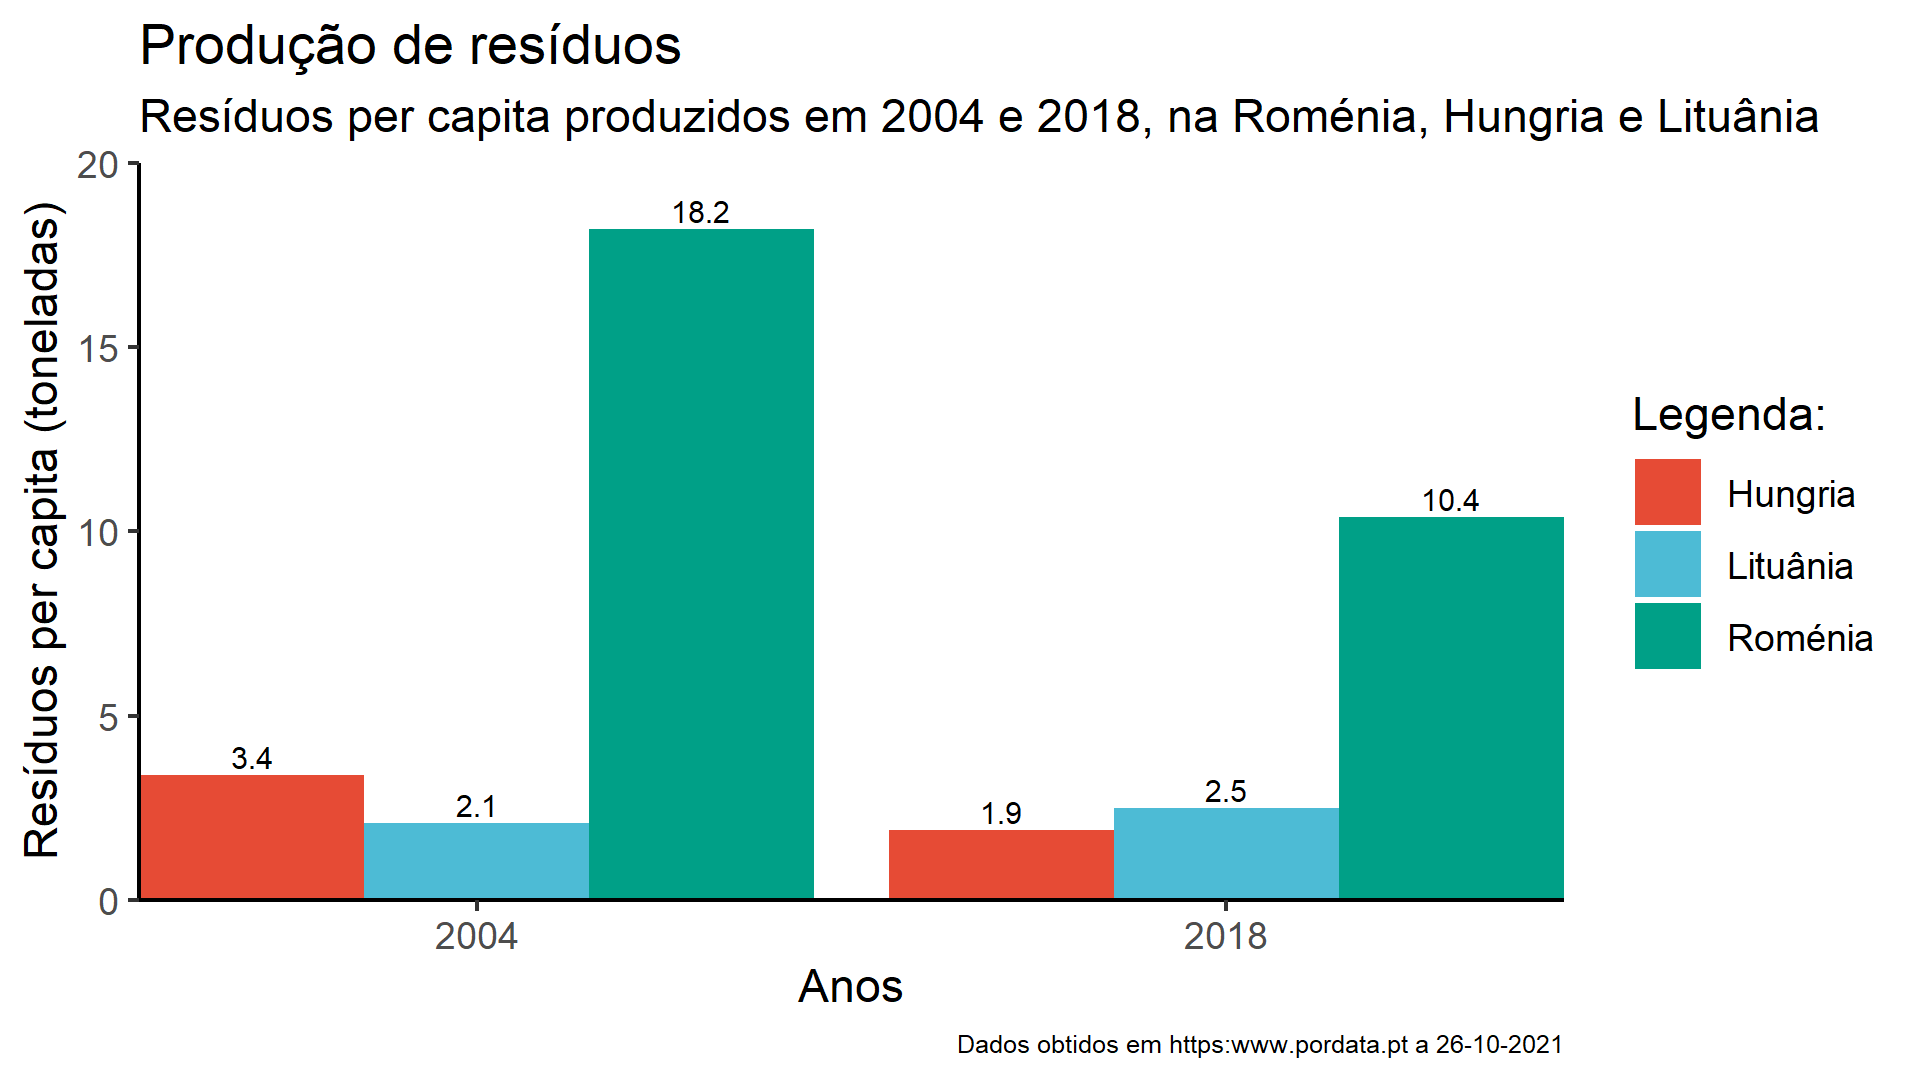 Produção de resíduos
Resíduos per capita produzidos em 2004 e 2018, na Roménia, Hungria e Lituânia
Resíduos per capita (toneladas)
20
15
10
5
0
3.4
2.1
18.2
1.9
2.5
10.4
2004
2018
Anos
Legenda:
Hungria
Lituânia
Roménia
Dados obtidos em https:www.pordata.pt a 26-10-2021